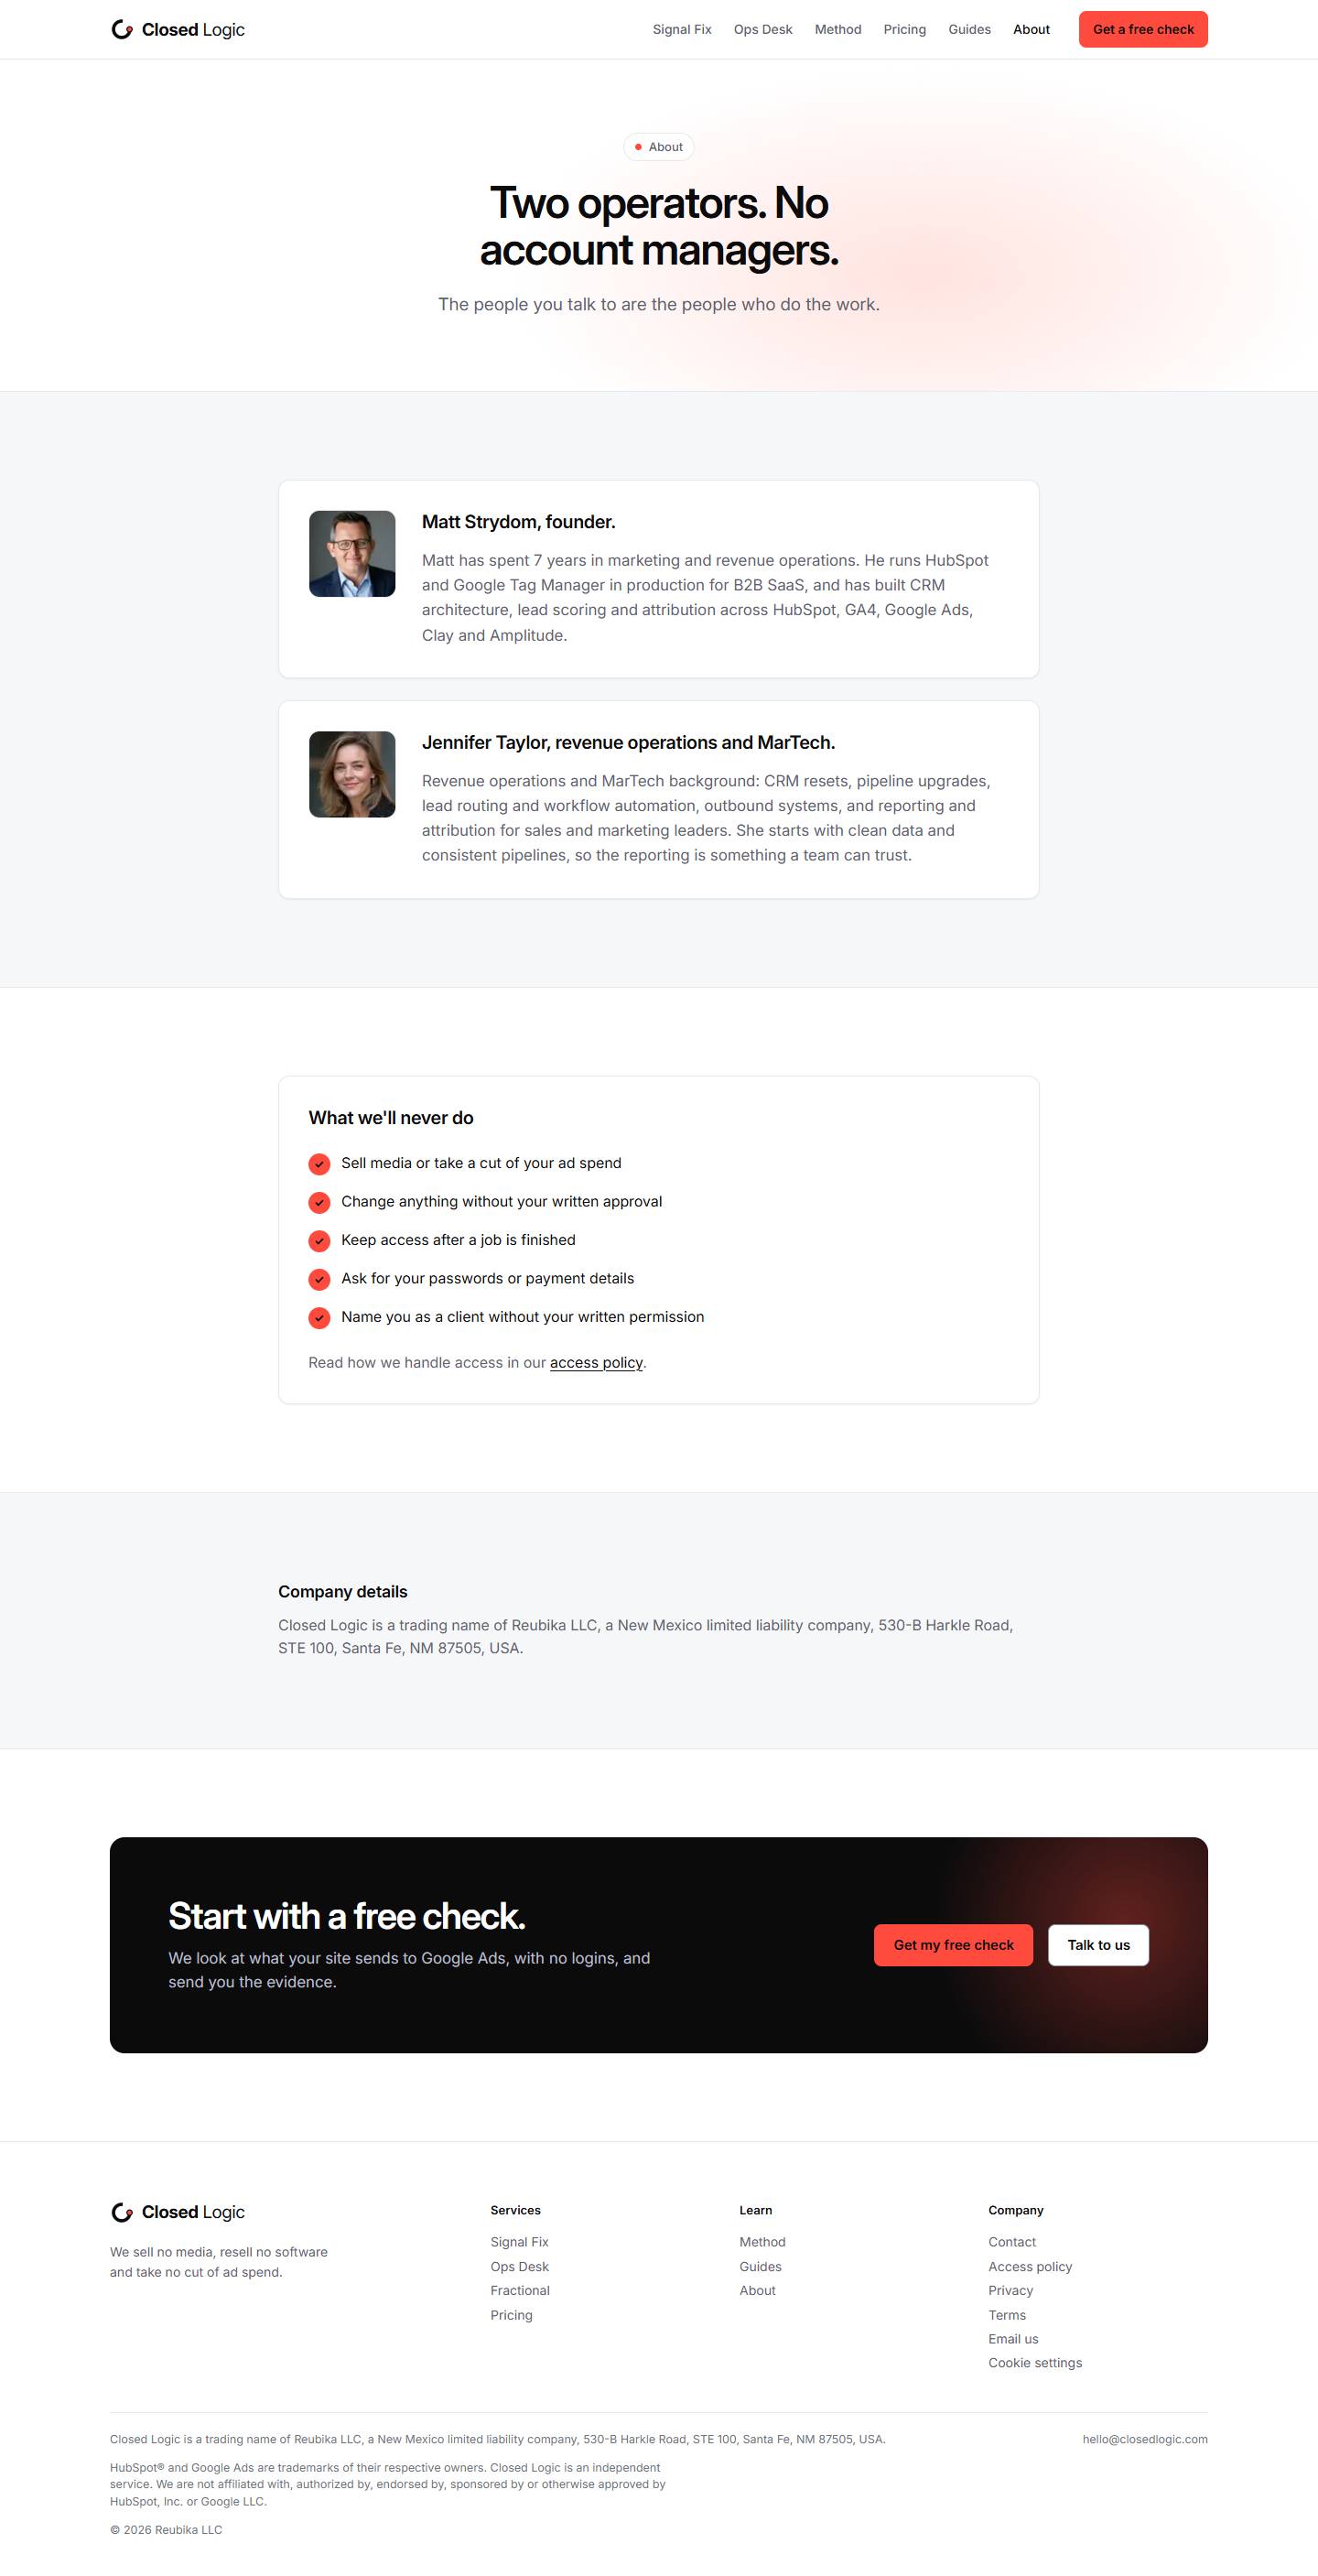 Closed Logic
Signal Fix
Ops Desk
Method
Pricing
Guides
About
Get a free check
About
Two operators. No
account managers.
The people you talk to are the people who do the work.
Matt Strydom, founder.
Matt has spent 7 years in marketing and revenue operations. He runs HubSpot
and Google Tag Manager in production for B2B SaaS, and has built CRM
architecture, lead scoring and attribution across HubSpot, GA4, Google Ads,
Clay and Amplitude.
Jennifer Taylor, revenue operations and MarTech.
Revenue operations and MarTech background: CRM resets, pipeline upgrades,
lead routing and workflow automation, outbound systems, and reporting and
attribution for sales and marketing leaders. She starts with clean data and
consistent pipelines, so the reporting is something a team can trust.
What we'll never do
Sell media or take a cut of your ad spend
Change anything without your written approval
Keep access after a job is finished
Ask for your passwords or payment details
Name you as a client without your written permission
Read how we handle access in our access policy.
Company details
Closed Logic is a trading name of Reubika LLC, a New Mexico limited liability company, 530-B Harkle Road,
STE 100, Santa Fe, NM 87505, USA.
Start with a free check.
We look at what your site sends to Google Ads, with no logins, and
send you the evidence.
Get my free check
Talk to us
Closed Logic
We sell no media, resell no software
and take no cut of ad spend.
Services
Signal Fix
Ops Desk
Fractional
Pricing
Learn
Method
Guides
About
Company
Contact
Access policy
Privacy
Terms
Email us
Cookie settings
Closed Logic is a trading name of Reubika LLC, a New Mexico limited liability company, 530-B Harkle Road, STE 100, Santa Fe, NM 87505, USA.
hello@closedlogic.com
HubSpot® and Google Ads are trademarks of their respective owners. Closed Logic is an independent
service. We are not affiliated with, authorized by, endorsed by, sponsored by or otherwise approved by
HubSpot, Inc. or Google LLC.
© 2026 Reubika LLC